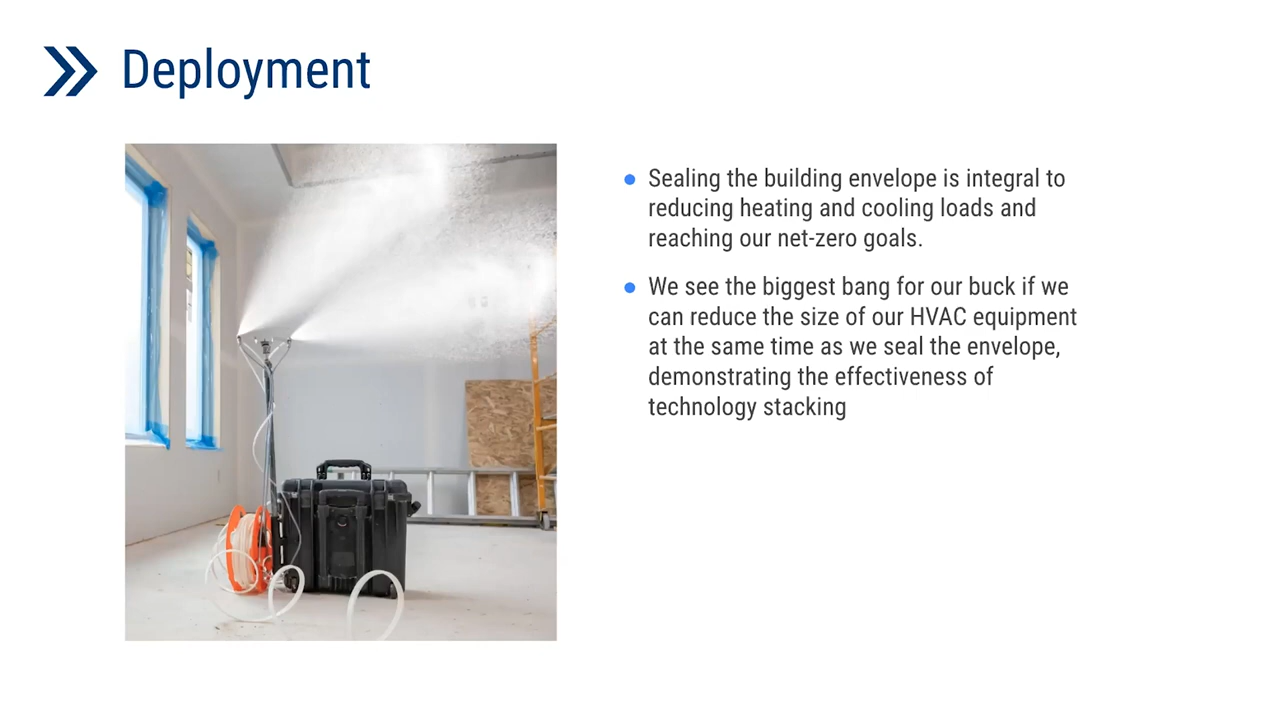 Deployment
Sealing the building envelope is integral to
reducing heating and cooling loads and
reaching our net-zero goals.
We see the biggest bang for our buck if we
can reduce the size of our HVAC equipment
at the same time as we seal the envelope,
demonstrating the effectiveness of
technology stacking